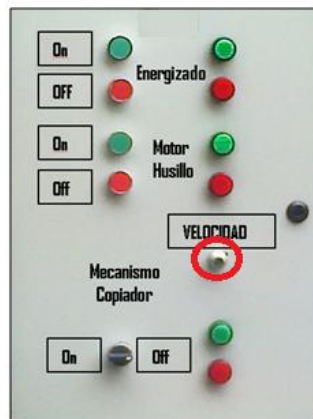 On
OFF
Energizado
On
Off
Motor
Husillo
VELOCIDAD
Mecanismo
Copiador
On
Off